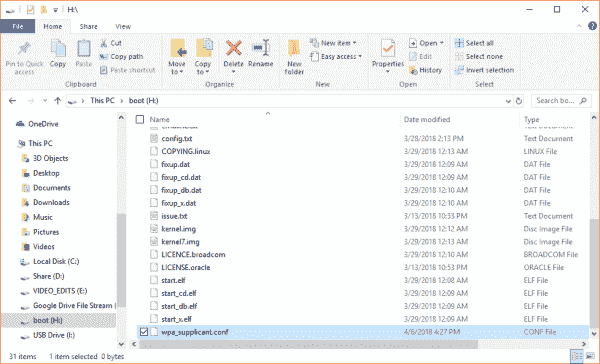 H:\
File Home Share View
Pin to Quick access
Copy
Paste
Cut
Copy path
Paste shortcut
Clipboard
Move to
Copy to
Delete
Rename
Organize
New folder
New item
Easy access
New
Properties
Open
Edit
History
Open
Select all
Select none
Invert selection
Select
This PC boot (H:)
Search bo...
Name Date modified Type
OneDrive
This PC
3D Objects
Desktop
Documents
Downloads
Music
Pictures
Videos
Local Disk (C:)
Share (D:)
VIDEO_EDITS (E:)
Google Drive File Stream
boot (H:)
USB Drive (I:)
config.txt 3/28/2018 2:13 PM Text Document
COPYING.linux 3/29/2018 12:13 AM LINUX File
fixup.dat 3/29/2018 12:09 AM DAT File
fixup_cd.dat 3/29/2018 12:09 AM DAT File
fixup_db.dat 3/29/2018 12:10 AM DAT File
fixup_x.dat 3/29/2018 12:10 AM DAT File
issue.txt 3/13/2018 10:53 PM Text Document
kernel.img 3/29/2018 12:12 AM Disc Image File
kernel7.img 3/29/2018 12:13 AM Disc Image File
LICENCE.broadcom 3/29/2018 12:10 AM BROADCOM File
LICENSE.oracle 3/13/2018 10:53 PM ORACLE File
start.elf 3/29/2018 12:08 AM ELF File
start_cd.elf 3/29/2018 12:09 AM ELF File
start_db.elf 3/29/2018 12:08 AM ELF File
start_x.elf 3/29/2018 12:09 AM ELF File
wpa_supplicant.conf 4/6/2018 4:27 PM CONF File
31 items 1 item selected 0 bytes